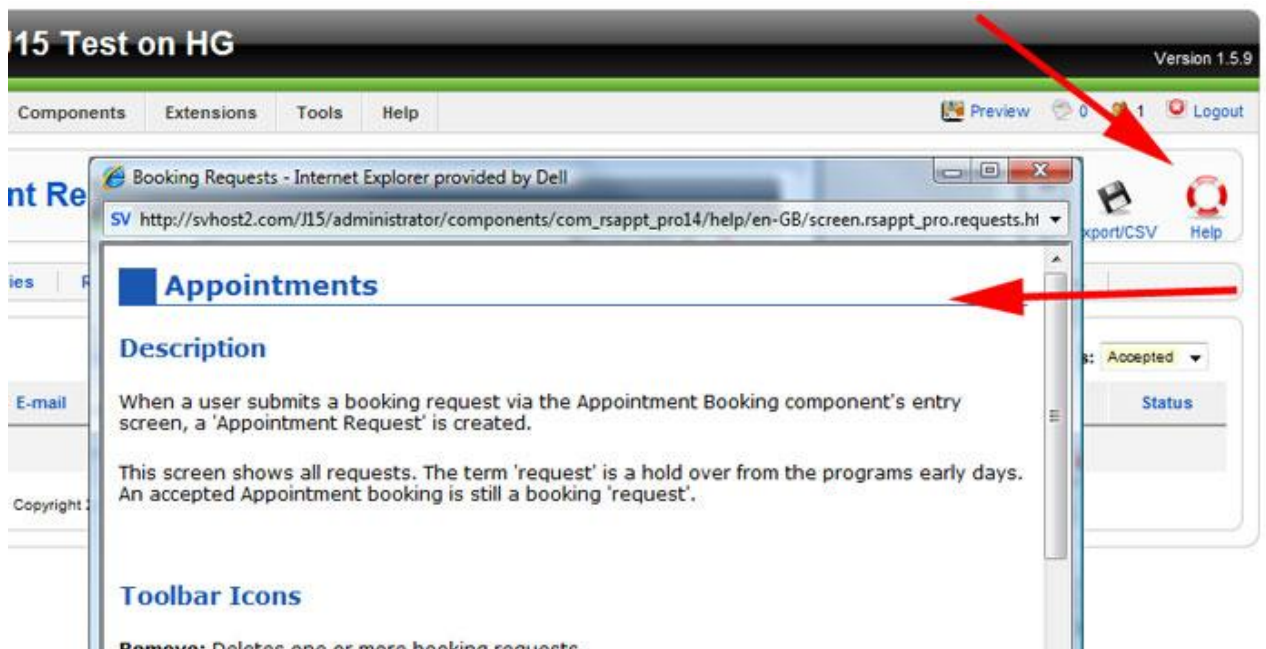 J15 Test on HG
Version 1.5.9
Components Extensions Tools Help Preview 0 1 Logout
Booking Requests - Internet Explorer provided by Dell
SV http://svhost2.com/J15/administrator/components/com_rsappt_pro14/help/en-GB/screen.rsappt_pro.requests.ht
nt Re
xport/CSV Help
ies R
Appointments
Description
s: Accepted
E-mail Status
When a user submits a booking request via the Appointment Booking component's entry
screen, a 'Appointment Request' is created.
This screen shows all requests. The term 'request' is a hold over from the programs early days.
An accepted Appointment booking is still a booking 'request'.
Copyright 2
Toolbar Icons
Remove: Deletes one or more booking requests